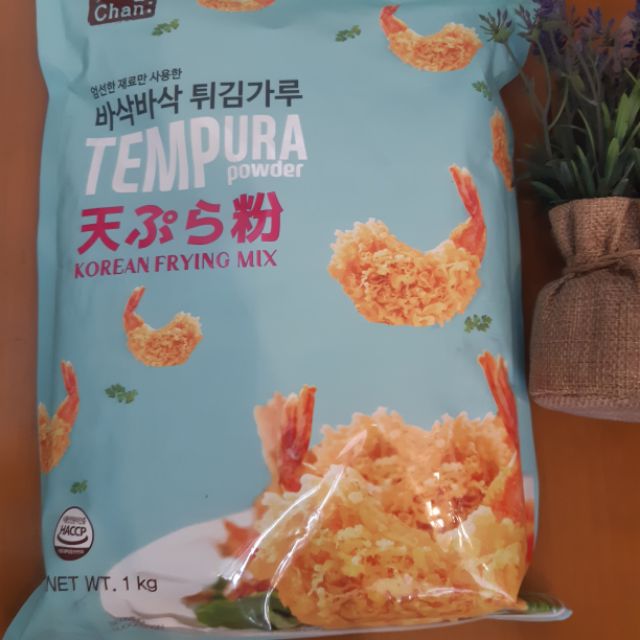 Chan:
엄선한 재료만 사용한
바삭바삭 튀김가루
TEMPURA
powder
天ぷら粉
KOREAN FRYING MIX
HACCP
NET WT. 1 kg